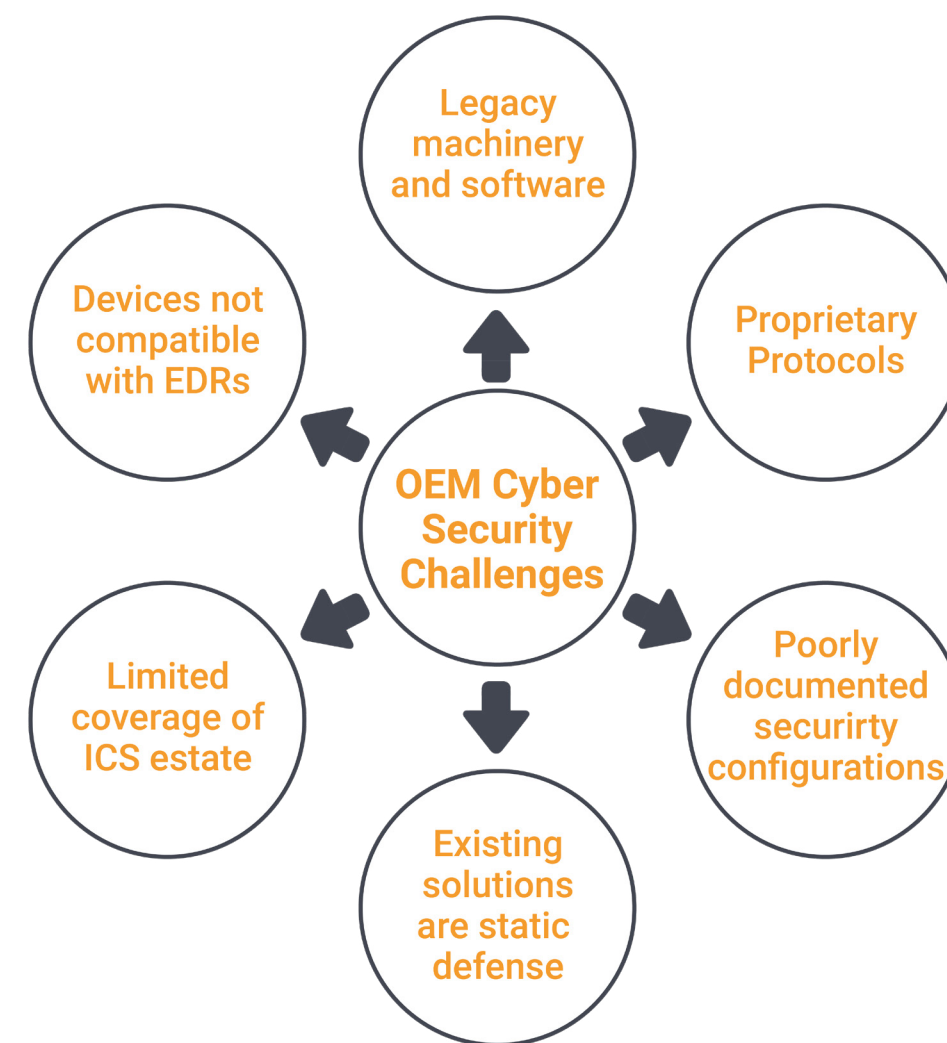 Legacy
machinery
and software
Devices not
compatible
with EDRs
Proprietary
Protocols
OEM Cyber
Security
Challenges
Limited
coverage of
ICS estate
Poorly
documented
securirty
configurations
Existing
solutions
are static
defense